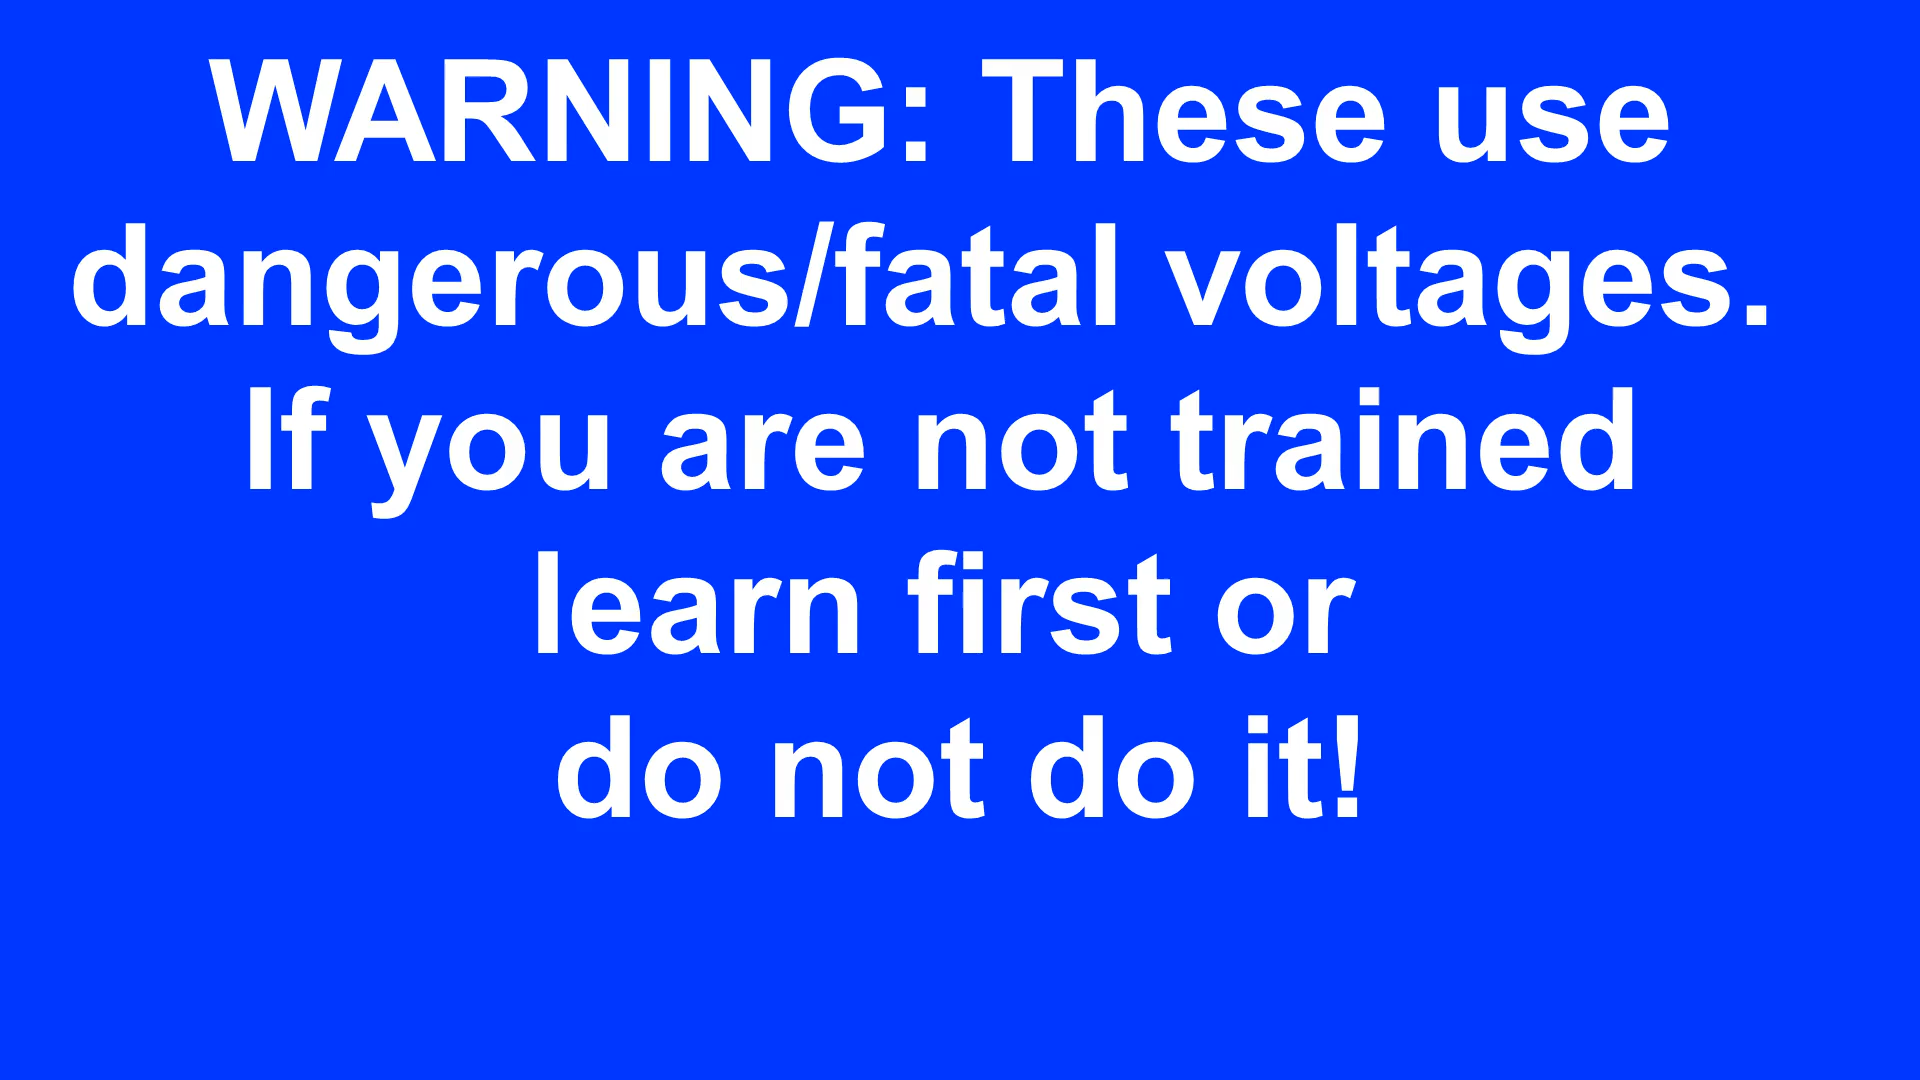 WARNING: These use
dangerous/fatal voltages.
If you are not trained
learn first or
do not do it!